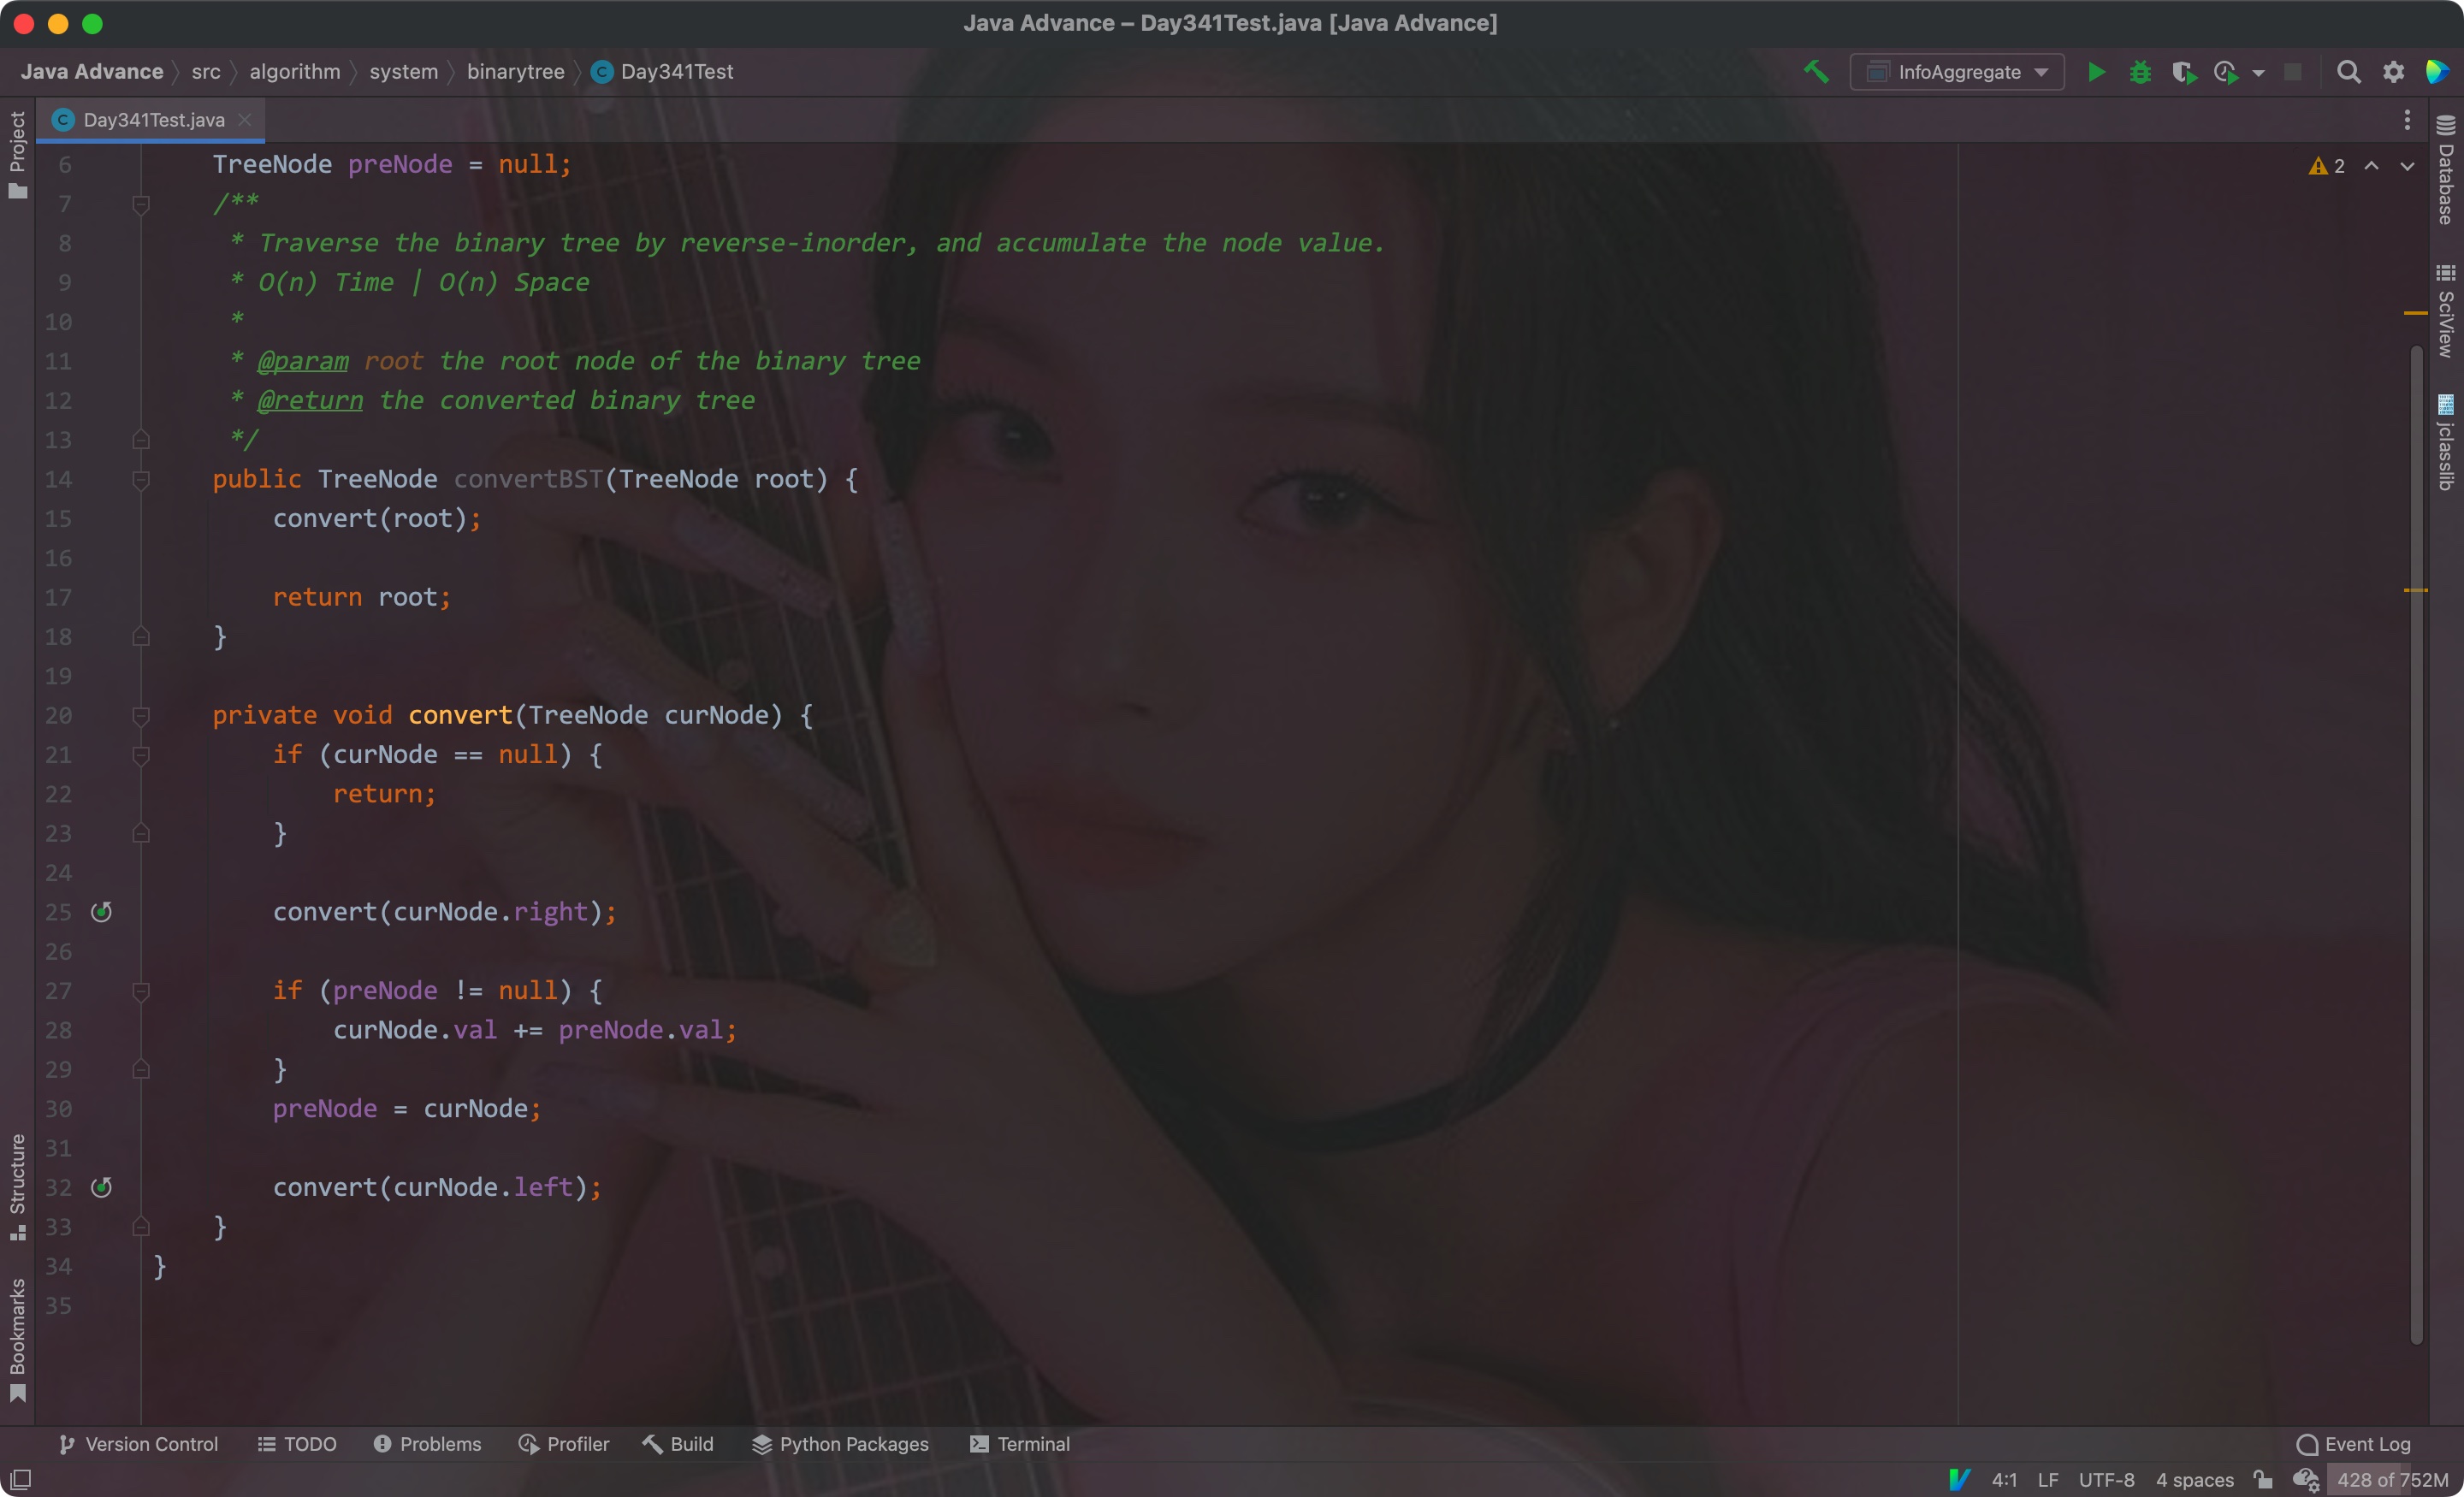 Java Advance – Day341Test.java [Java Advance]
Java Advance src algorithm system binarytree Day341Test
InfoAggregate
Day341Test.java
Project
Structure
Bookmarks
Database
SciView
jclasslib
2
6 TreeNode preNode = null;
7 /**
8 * Traverse the binary tree by reverse-inorder, and accumulate the node value.
9 * O(n) Time | O(n) Space
10 *
11 * @param root the root node of the binary tree
12 * @return the converted binary tree
13 */
14 public TreeNode convertBST(TreeNode root) {
15 convert(root);
16
17 return root;
18 }
19
20 private void convert(TreeNode curNode) {
21 if (curNode == null) {
22 return;
23 }
24
25 convert(curNode.right);
26
27 if (preNode != null) {
28 curNode.val += preNode.val;
29 }
30 preNode = curNode;
31
32 convert(curNode.left);
33 }
34 }
35
Version Control TODO Problems Profiler Build Python Packages Terminal Event Log
4:1 LF UTF-8 4 spaces 428 of 752M